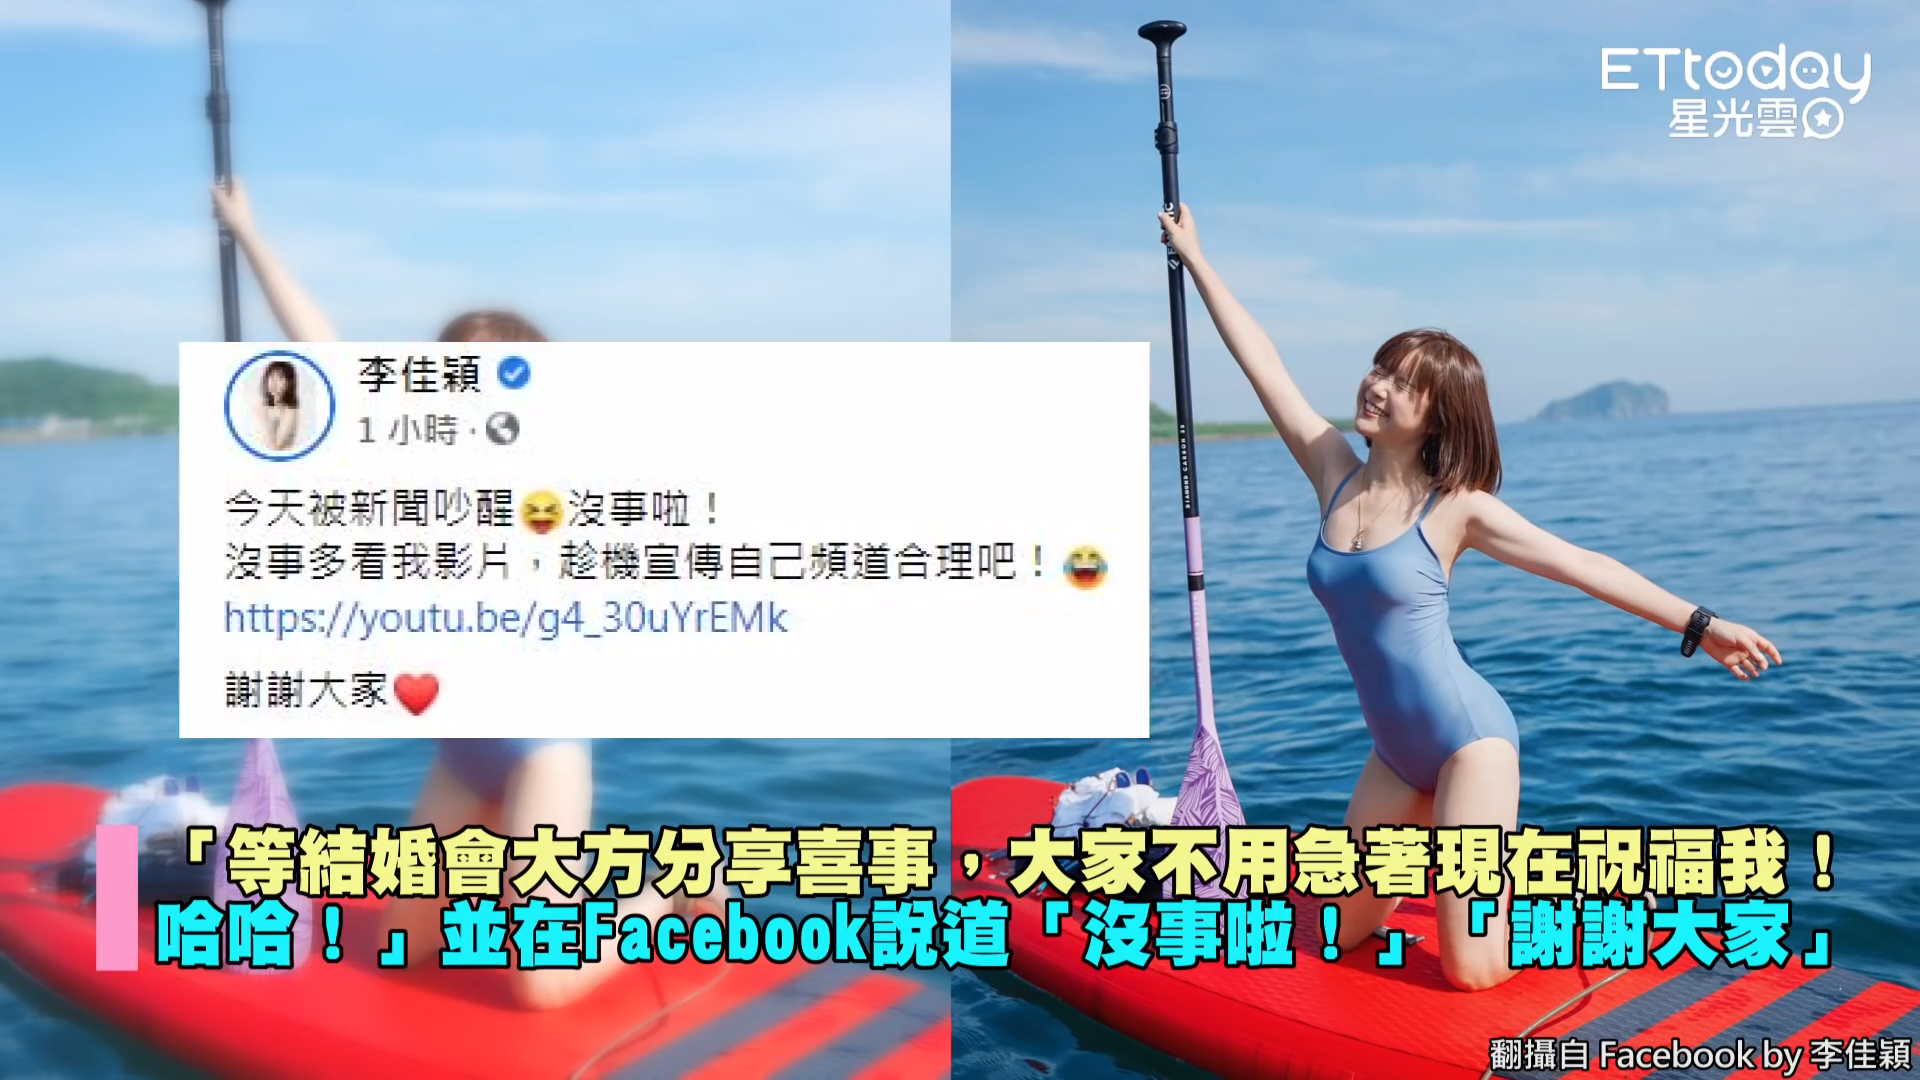 ETtoday
星光雲
李佳穎
1 小時 ·
今天被新聞吵醒😝沒事啦！
沒事多看我影片，趁機宣傳自己頻道合理吧！😂
https://youtu.be/g4_30uYrEMk
謝謝大家❤️
「等結婚會大方分享喜事，大家不用急著現在祝福我！
哈哈！」並在Facebook說道「沒事啦！」「謝謝大家」
翻攝自 Facebook by 李佳穎